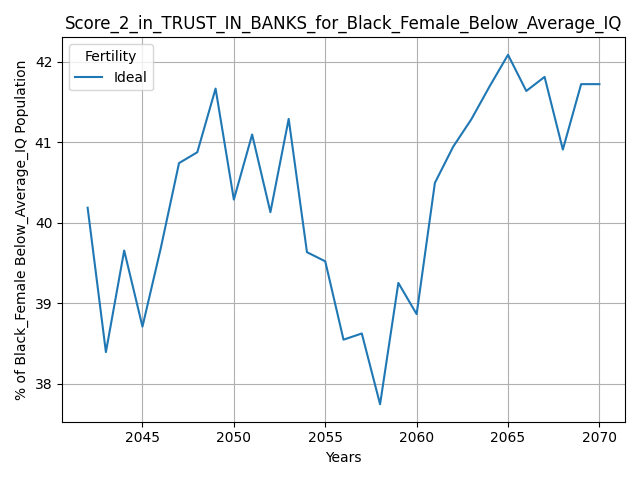 Score_2_in_TRUST_IN_BANKS_for_Black_Female_Below_Average_IQ
Fertility
Ideal
% of Black_Female Below_Average_IQ Population
42
41
40
39
38
2045
2050
2055
2060
2065
2070
Years